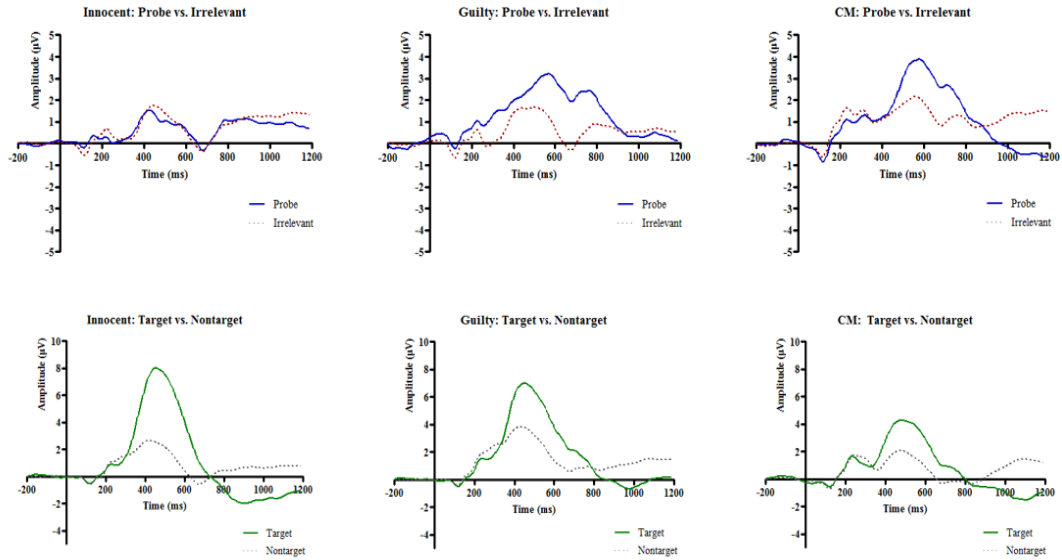 Innocent: Probe vs. Irrelevant
Amplitude (µV)
5
4
3
2
1
0
-1
-2
-3
-4
-5
-200 200 400 600 800 1000 1200
Time (ms)
Probe
Irrelevant
Guilty: Probe vs. Irrelevant
Amplitude (µV)
5
4
3
2
1
0
-1
-2
-3
-4
-5
-200 200 400 600 800 1000 1200
Time (ms)
Probe
Irrelevant
CM: Probe vs. Irrelevant
Amplitude (µV)
5
4
3
2
1
0
-1
-2
-3
-4
-5
-200 200 400 600 800 1000 1200
Time (ms)
Probe
Irrelevant
Innocent: Target vs. Nontarget
Amplitude (µV)
10
8
6
4
2
0
-2
-4
-200 200 400 600 800 1000 1200
Time (ms)
Target
Nontarget
Guilty: Target vs. Nontarget
Amplitude (µV)
10
8
6
4
2
0
-2
-4
-200 200 400 600 800 1000 1200
Time (ms)
Target
Nontarget
CM: Target vs. Nontarget
Amplitude (µV)
10
8
6
4
2
0
-2
-4
-200 200 400 600 800 1000 1200
Time (ms)
Target
Nontarget